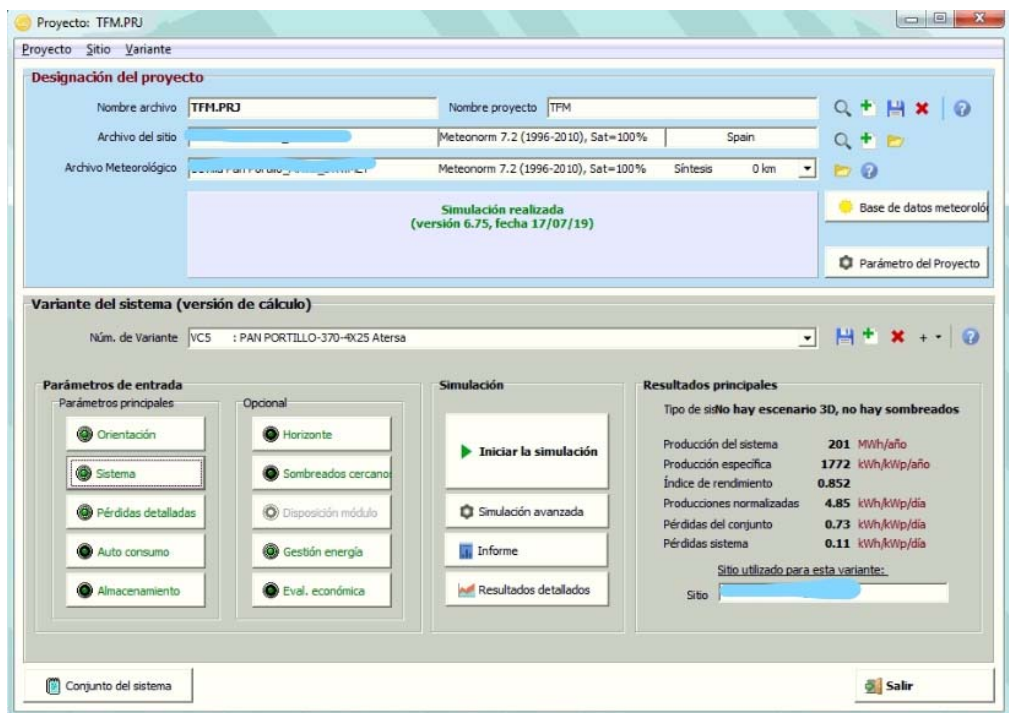 Proyecto: TFM.PRJ
Proyecto Sitio Variante
Designación del proyecto
Nombre archivo TFM.PRJ Nombre proyecto TFM
Archivo del sitio Meteonorm 7.2 (1996-2010), Sat=100% Spain
Archivo Meteorológico Meteonorm 7.2 (1996-2010), Sat=100% Síntesis 0 km
Simulación realizada
(versión 6.75, fecha 17/07/19)
Base de datos meteoroló
Parámetro del Proyecto
Variante del sistema (versión de cálculo)
Núm. de Variante VC5 : PAN PORTILLO-370-4X25 Atersa
Parámetros de entrada
Parámetros principales
Orientación
Sistema
Pérdidas detalladas
Auto consumo
Almacenamiento
Opcional
Horizonte
Sombreados cercanos
Disposición módulo
Gestión energía
Eval. económica
Simulación
Iniciar la simulación
Simulación avanzada
Informe
Resultados detallados
Resultados principales
Tipo de sis No hay escenario 3D, no hay sombreados
Producción del sistema 201 MWh/año
Producción específica 1772 kWh/kWp/año
Índice de rendimiento 0.852
Producciones normalizadas 4.85 kWh/kWp/día
Pérdidas del conjunto 0.73 kWh/kWp/día
Pérdidas sistema 0.11 kWh/kWp/día
Sitio utilizado para esta variante:
Sitio
Conjunto del sistema
Salir